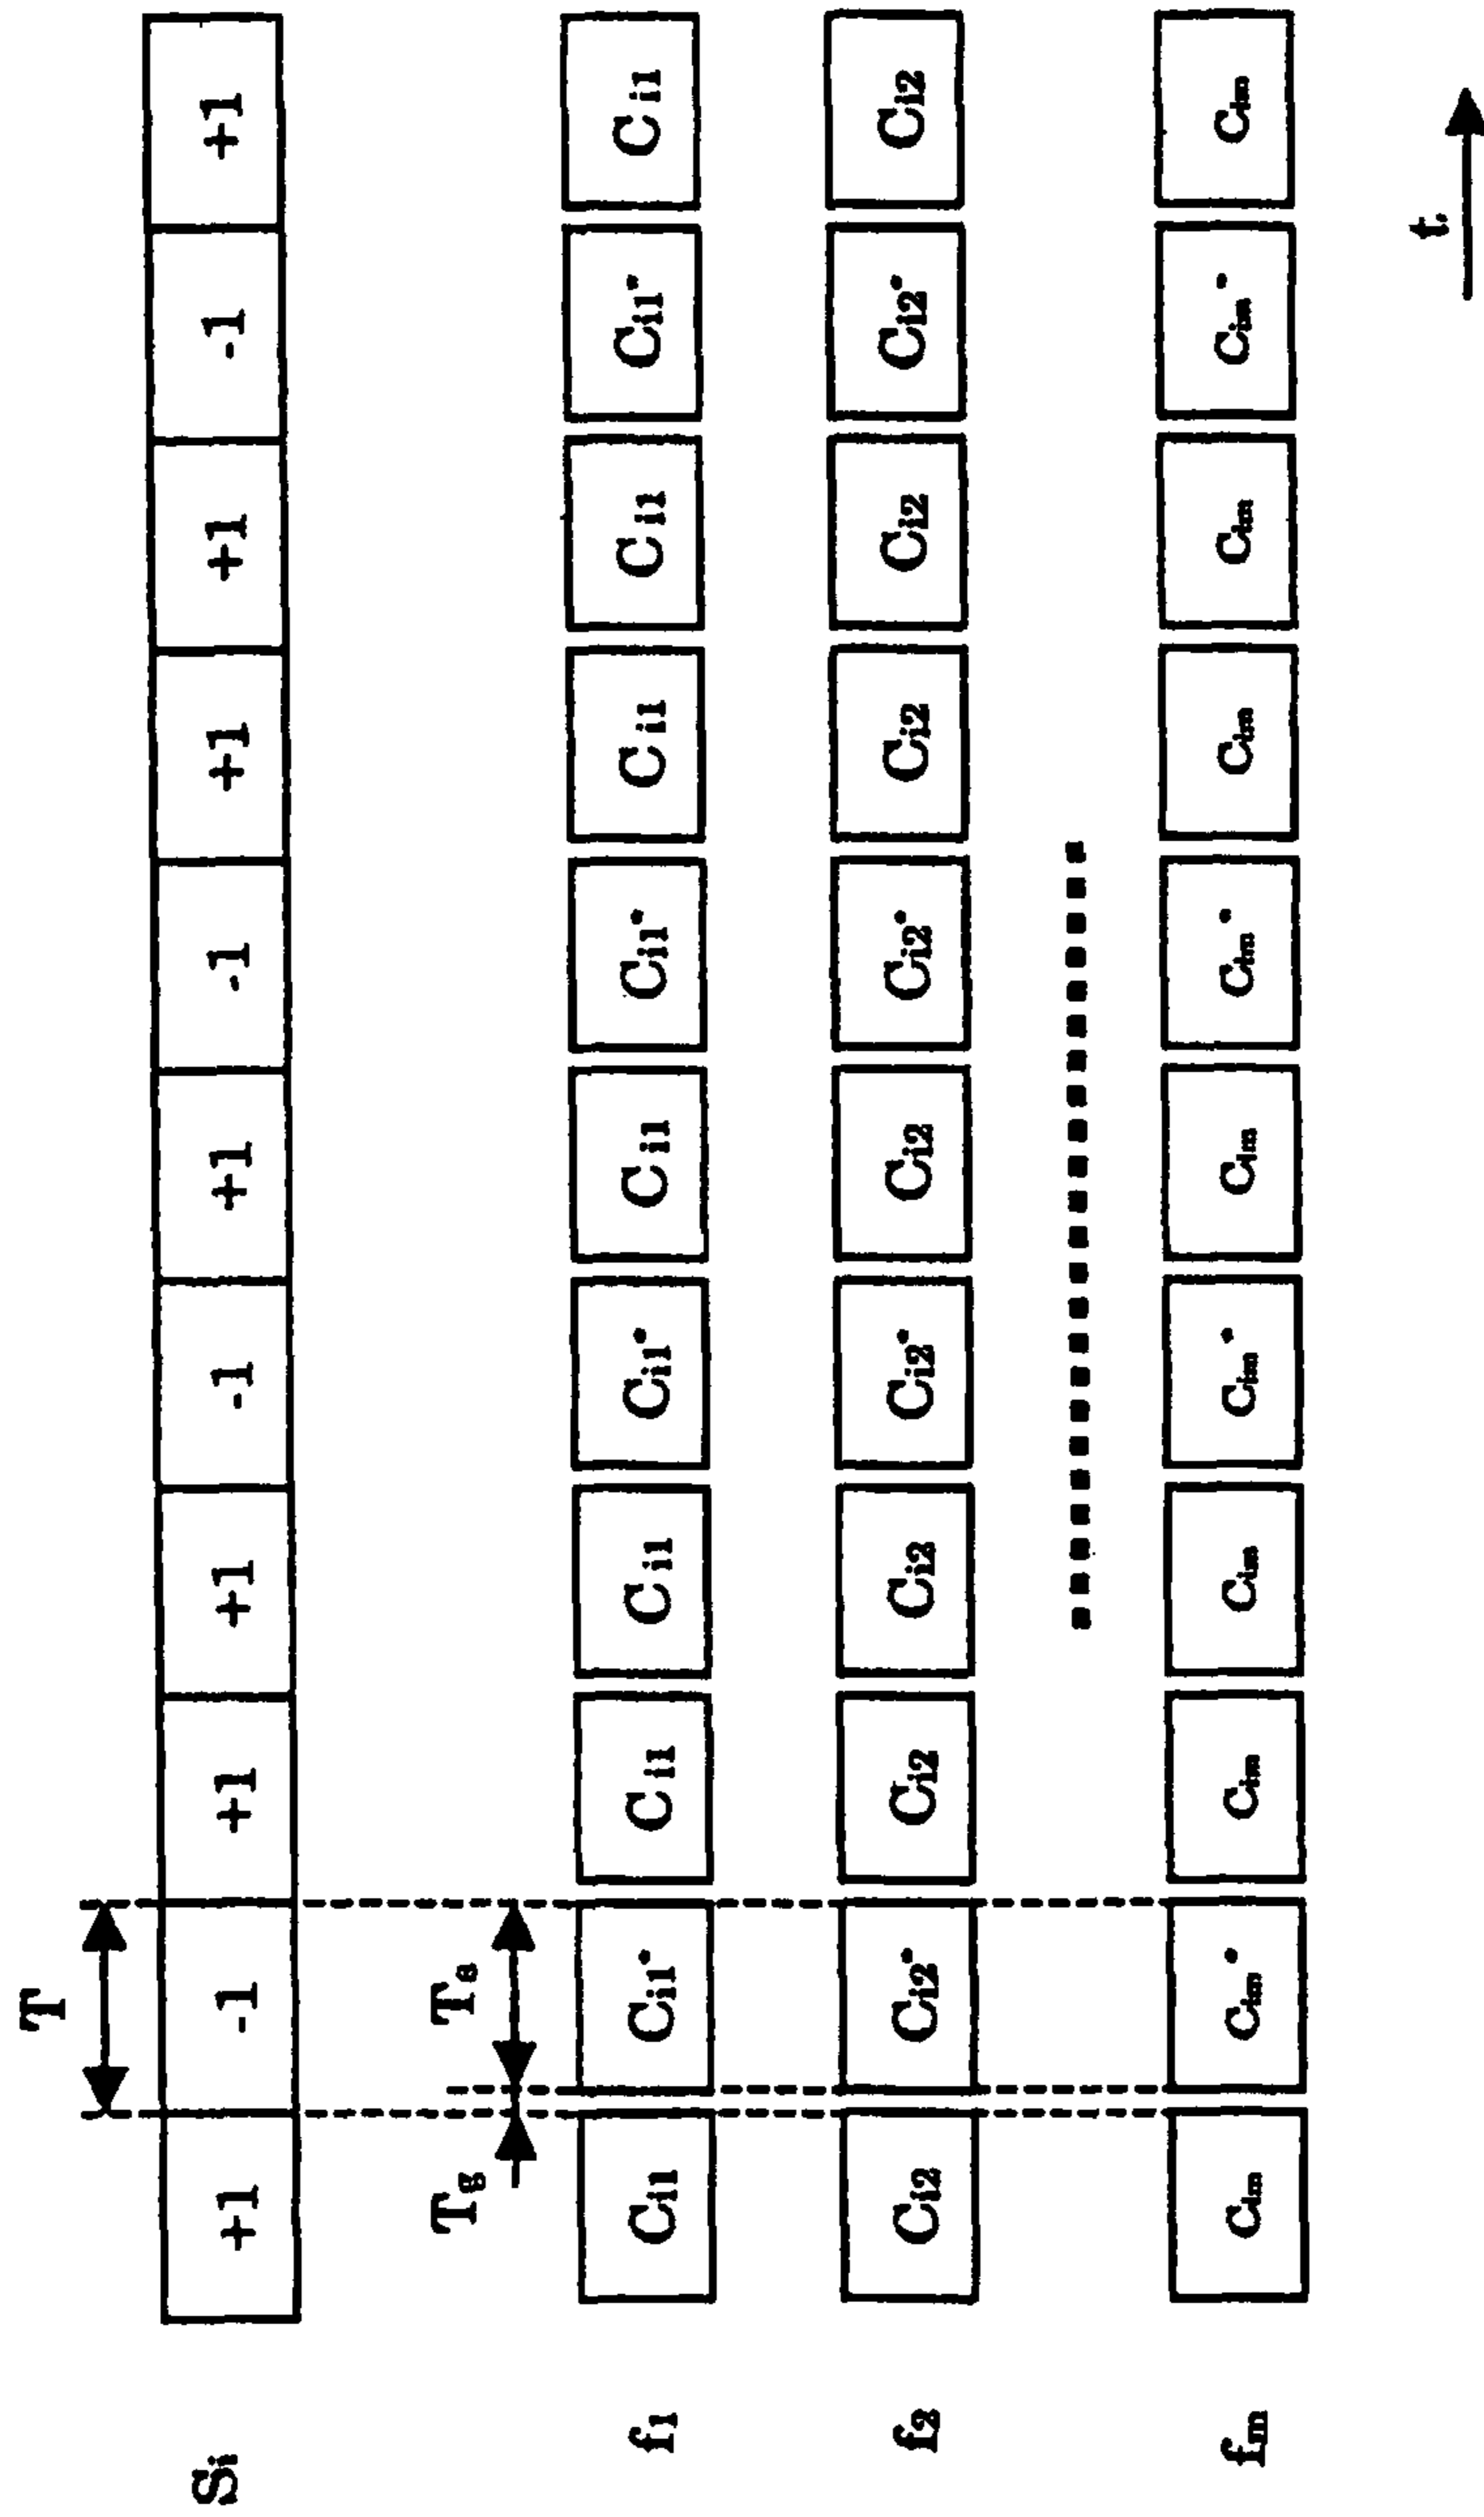 T
Si +1 -1 +1 +1 -1 +1 -1 +1 +1 -1 +1
Tg Ts
f1 Ci1 Ci1* Ci1 Ci1 Ci1* Ci1 Ci1* Ci1 Ci1 Ci1* Ci1
f2 Ci2 Ci2* Ci2 Ci2 Ci2* Ci2 Ci2* Ci2 Ci2 Ci2* Ci2
fm Cim Cim* Cim Cim Cim* Cim Cim* Cim Cim Cim* Cim
t